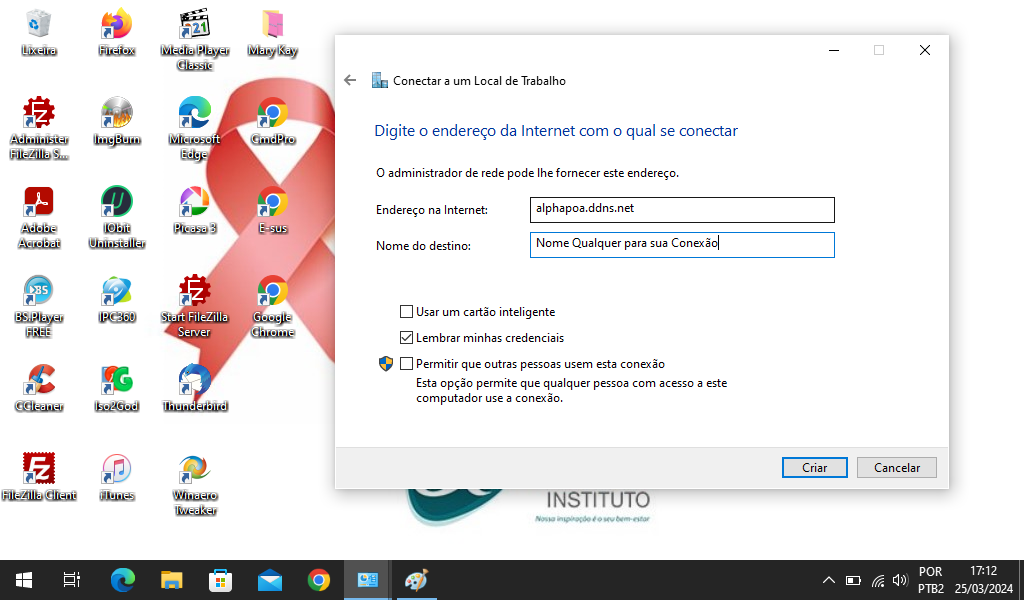 Lixeira
Firefox
Media Player
Classic
Mary Kay
Administer
FileZilla S...
ImgBurn
Microsoft
Edge
CmdPro
Adobe
Acrobat
IObit
Uninstaller
Picasa 3
E-sus
BS.Player
FREE
IPC360
Start FileZilla
Server
Google
Chrome
CCleaner
Iso2God
Thunderbird
FileZilla Client
iTunes
Winaero
Tweaker
Conectar a um Local de Trabalho
Digite o endereço da Internet com o qual se conectar
O administrador de rede pode lhe fornecer este endereço.
Endereço na Internet: alphapoa.ddns.net
Nome do destino: Nome Qualquer para sua Conexão
Usar um cartão inteligente
Lembrar minhas credenciais
Permitir que outras pessoas usem esta conexão
Esta opção permite que qualquer pessoa com acesso a este
computador use a conexão.
Criar Cancelar
INSTITUTO
Nossa inspiração é o seu bem-estar
POR 17:12
PTB2 25/03/2024